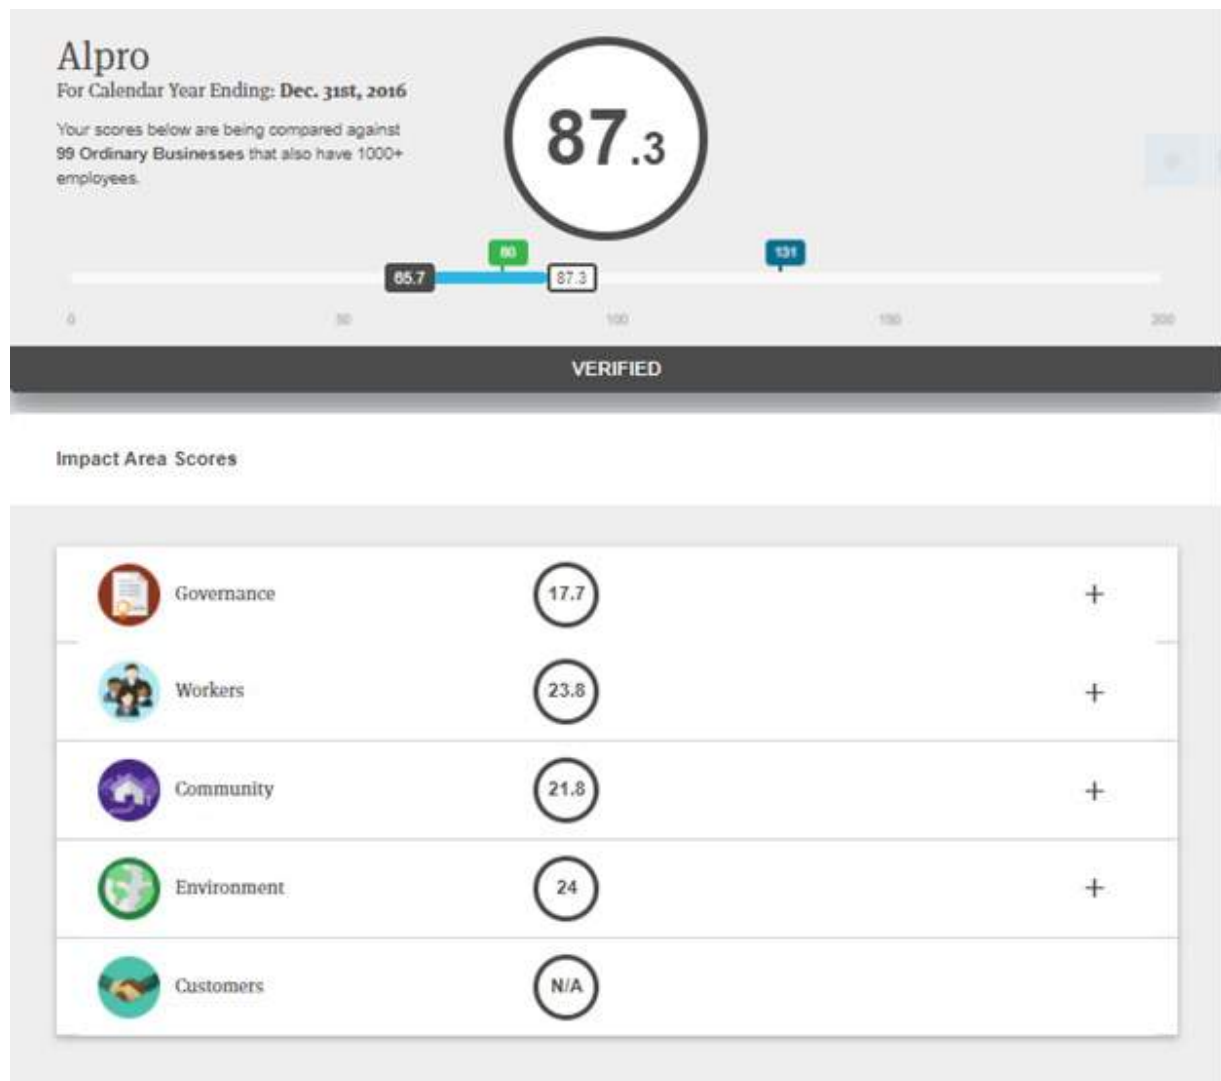 Alpro
For Calendar Year Ending: Dec. 31st, 2016
Your scores below are being compared against
99 Ordinary Businesses that also have 1000+
employees.
87.3
80
131
65.7
87.3
0
50
100
150
200
VERIFIED
Impact Area Scores
Governance 17.7 +
Workers 23.8 +
Community 21.8 +
Environment 24 +
Customers N/A